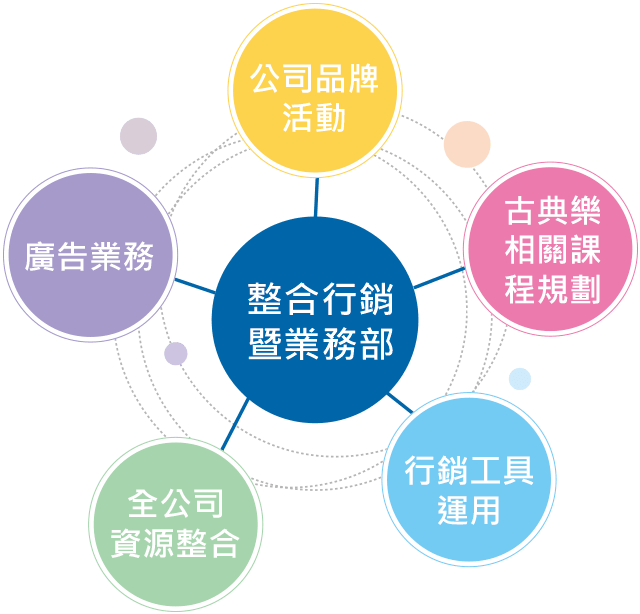 公司品牌
活動
古典樂
相關課
程規劃
廣告業務
整合行銷
暨業務部
行銷工具
運用
全公司
資源整合